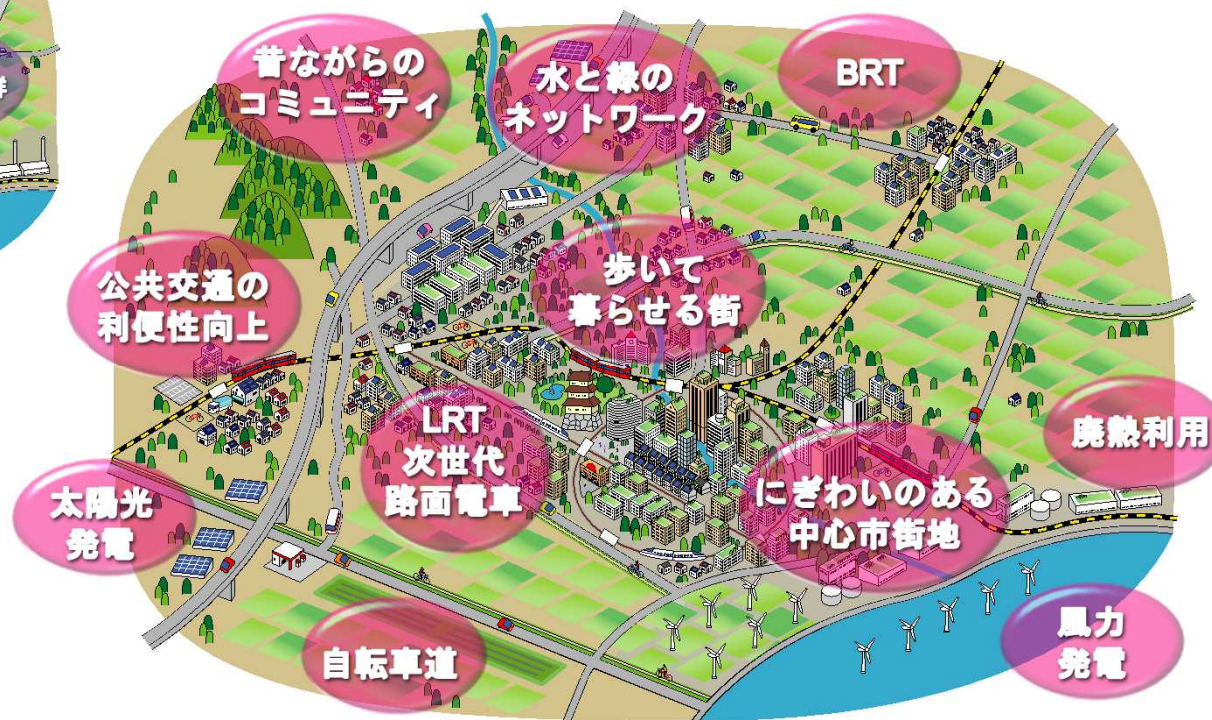 昔ながらの
コミュニティ
水と緑の
ネットワーク
BRT
公共交通の
利便性向上
歩いて
暮らせる街
LRT
次世代
路面電車
廃熱利用
太陽光
発電
にぎわいのある
中心市街地
自転車道
風力
発電